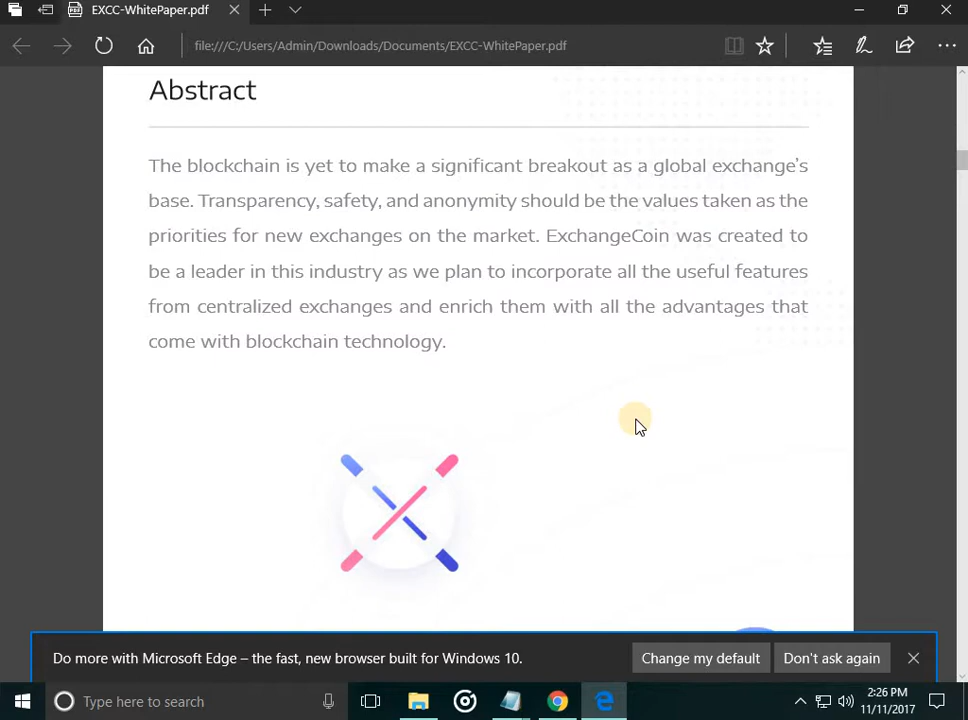 EXCC-WhitePaper.pdf
file:///C:/Users/Admin/Downloads/Documents/EXCC-WhitePaper.pdf
Abstract
The blockchain is yet to make a significant breakout as a global exchange's
base. Transparency, safety, and anonymity should be the values taken as the
priorities for new exchanges on the market. ExchangeCoin was created to
be a leader in this industry as we plan to incorporate all the useful features
from centralized exchanges and enrich them with all the advantages that
come with blockchain technology.
Do more with Microsoft Edge – the fast, new browser built for Windows 10.
Change my default
Don't ask again
Type here to search
2:26 PM
11/11/2017